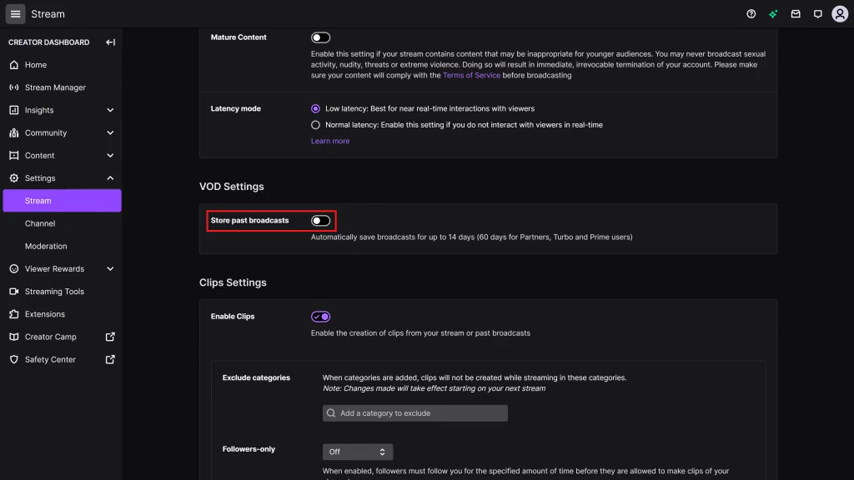 Stream
CREATOR DASHBOARD
Home
Stream Manager
Insights
Community
Content
Settings
Stream
Channel
Moderation
Viewer Rewards
Streaming Tools
Extensions
Creator Camp
Safety Center
Mature Content
Enable this setting if your stream contains content that may be inappropriate for younger audiences. You may never broadcast sexual
activity, nudity, threats or extreme violence. Doing so will result in immediate, irrevocable termination of your account. Please make
sure your content will comply with the Terms of Service before broadcasting
Latency mode
Low latency: Best for near real-time interactions with viewers
Normal latency: Enable this setting if you do not interact with viewers in real-time
Learn more
VOD Settings
Store past broadcasts
Automatically save broadcasts for up to 14 days (60 days for Partners, Turbo and Prime users)
Clips Settings
Enable Clips
Enable the creation of clips from your stream or past broadcasts
Exclude categories
When categories are added, clips will not be created while streaming in these categories.
Note: Changes made will take effect starting on your next stream
Add a category to exclude
Followers-only
Off
When enabled, followers must follow you for the specified amount of time before they are allowed to make clips of your